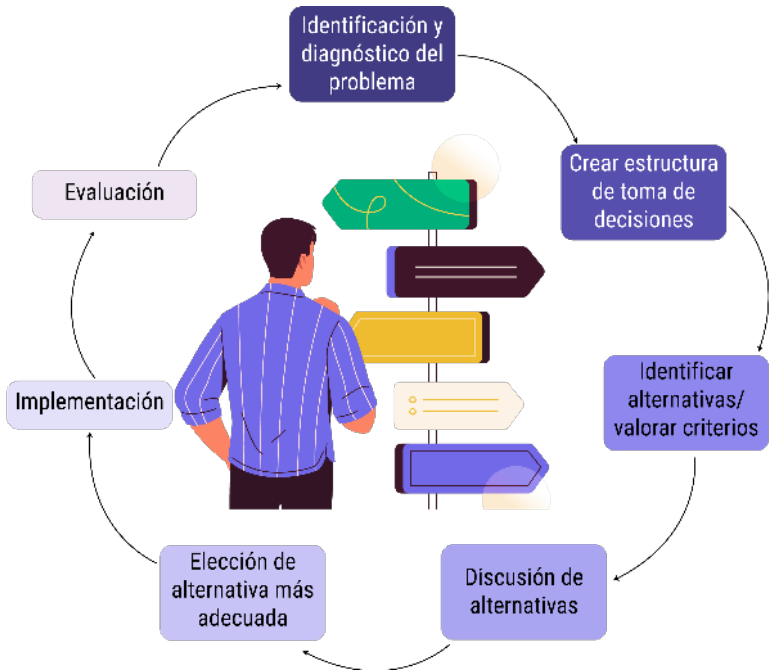 Identificación y
diagnóstico del
problema
Crear estructura
de toma de
decisiones
Identificar
alternativas/
valorar criterios
Discusión de
alternativas
Elección de
alternativa más
adecuada
Implementación
Evaluación